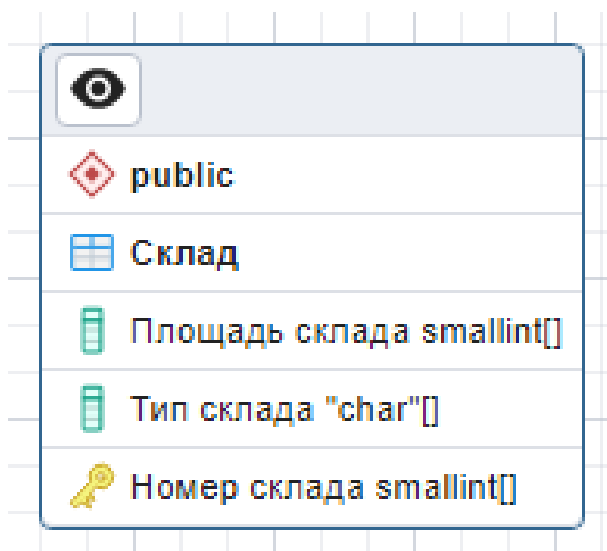 public
Склад
Площадь склада smallint[]
Тип склада "char"[]
Номер склада smallint[]